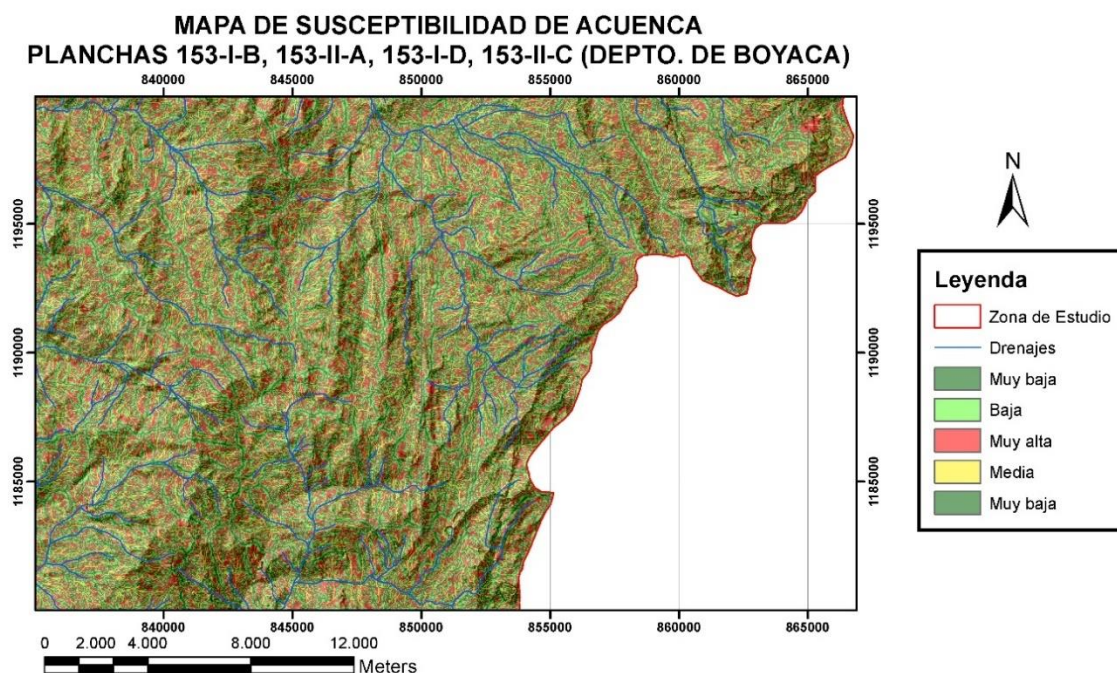 MAPA DE SUSCEPTIBILIDAD DE ACUENCA
PLANCHAS 153-I-B, 153-II-A, 153-I-D, 153-II-C (DEPTO. DE BOYACA)
840000 845000 850000 855000 860000 865000
1195000 1195000
1190000 1190000
1185000 1185000
840000 845000 850000 855000 860000 865000
0 2.000 4.000 8.000 12.000
Meters
N
Leyenda
Zona de Estudio
Drenajes
Muy baja
Baja
Muy alta
Media
Muy baja